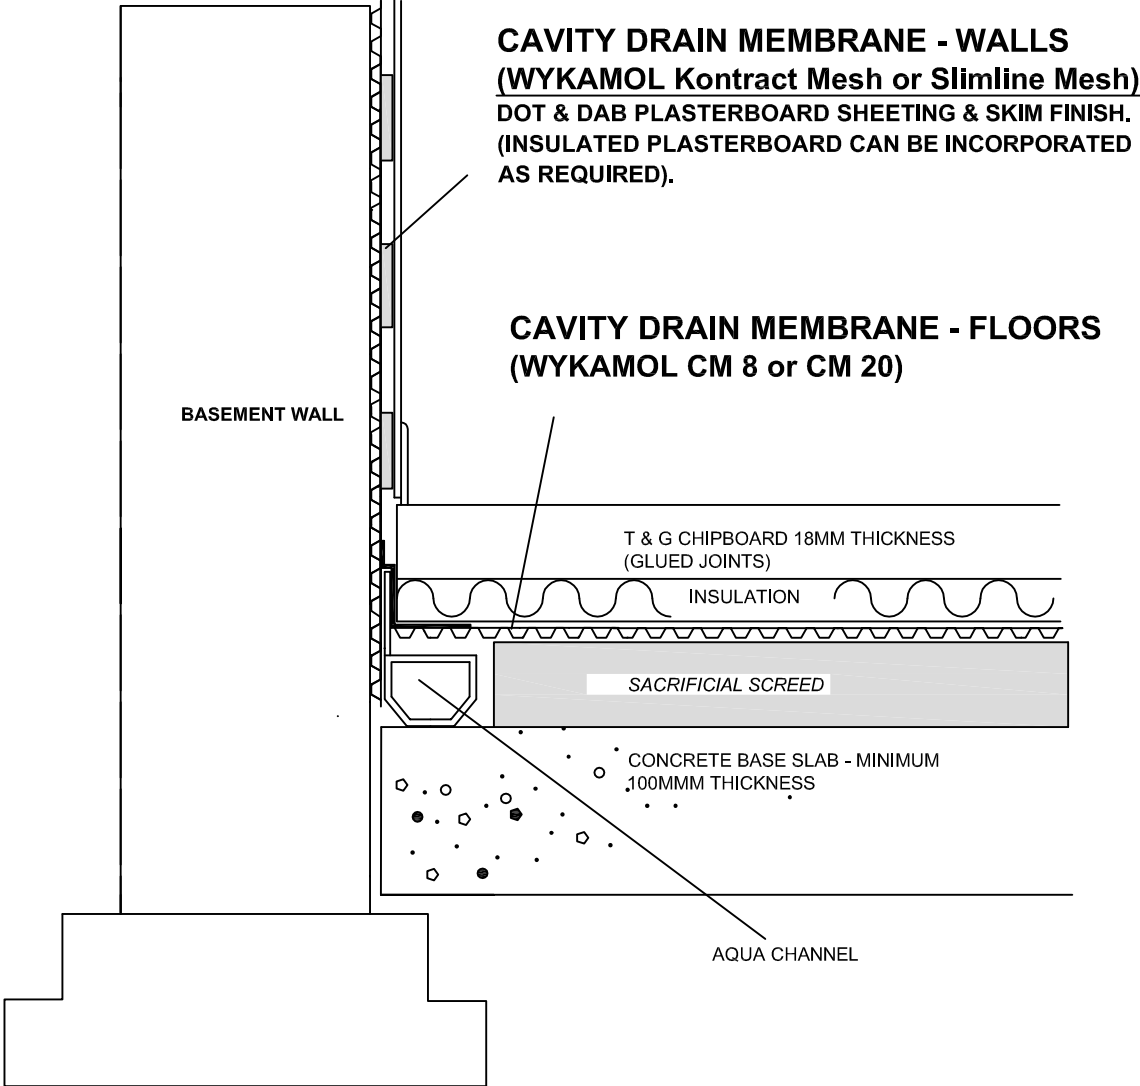 CAVITY DRAIN MEMBRANE - WALLS
(WYKAMOL Kontract Mesh or Slimline Mesh)
DOT & DAB PLASTERBOARD SHEETING & SKIM FINISH.
(INSULATED PLASTERBOARD CAN BE INCORPORATED
AS REQUIRED).
CAVITY DRAIN MEMBRANE - FLOORS
(WYKAMOL CM 8 or CM 20)
BASEMENT WALL
T & G CHIPBOARD 18MM THICKNESS
(GLUED JOINTS)
INSULATION
SACRIFICIAL SCREED
CONCRETE BASE SLAB - MINIMUM
100MMM THICKNESS
AQUA CHANNEL